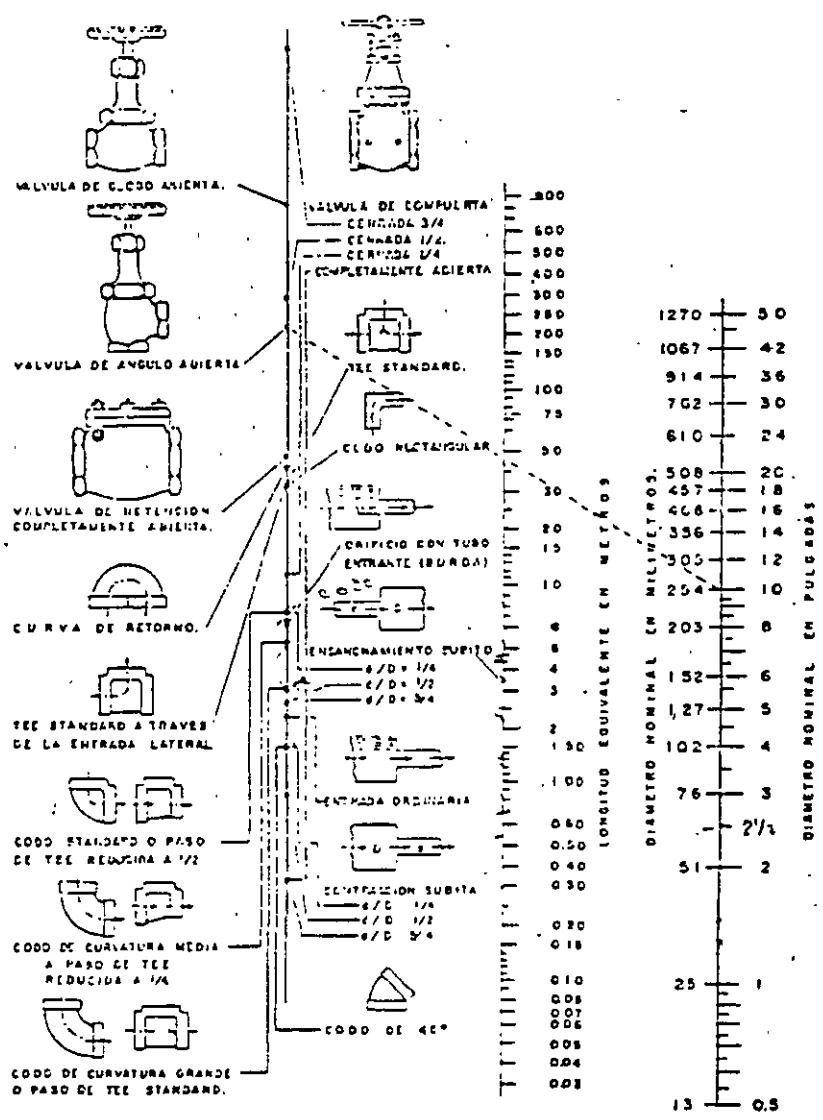 VALVULA DE GLOBO ABIERTA.
VALVULA DE ANGULO ABIERTA
VALVULA DE RETENCION
COMPLETAMENTE ABIERTA.
CURVA DE RETORNO.
TEE STANDARD A TRAVES
DE LA ENTRADA LATERAL
CODO STANDARD O PASO
DE TEE REDUCIDA A 1/2
CODO DE CURVATURA MEDIA
A PASO DE TEE
REDUCIDA A 1/4
CODO DE CURVATURA GRANDE
O PASO DE TEE STANDARD.
VALVULA DE COMPUERTA
CERRADA 3/4
CERRADA 1/2.
CERRADA 1/4
COMPLETAMENTE ABIERTA
TEE STANDARD.
CODO RECTANGULAR
ORIFICIO CON TUBO
ENTRANTE (BORDA)
ENSANCHAMIENTO SUBITO
d/D = 1/4
d/D = 1/2
d/D = 3/4
ENTRADA ORDINARIA
CONTRACCION SUBITA
d/D 1/4
d/D 1/2
d/D 3/4
CODO DE 45°
600
500
400
300
250
200
150
100
75
50
30
20
15
10
5
4
3
2
1.50
1.00
0.60
0.50
0.40
0.30
0.20
0.15
0.10
0.08
0.07
0.06
0.05
0.04
0.03
LONGITUD EQUIVALENTE EN METROS
DIAMETRO NOMINAL EN MILIMETROS.
1270
1067
914
762
610
508
457
406
356
305
254
203
152
1,27
102
76
51
25
13
50
42
36
30
24
20
18
16
14
12
10
8
6
5
4
3
2 1/2
2
1
0.5
DIAMETRO NOMINAL EN PULGADAS